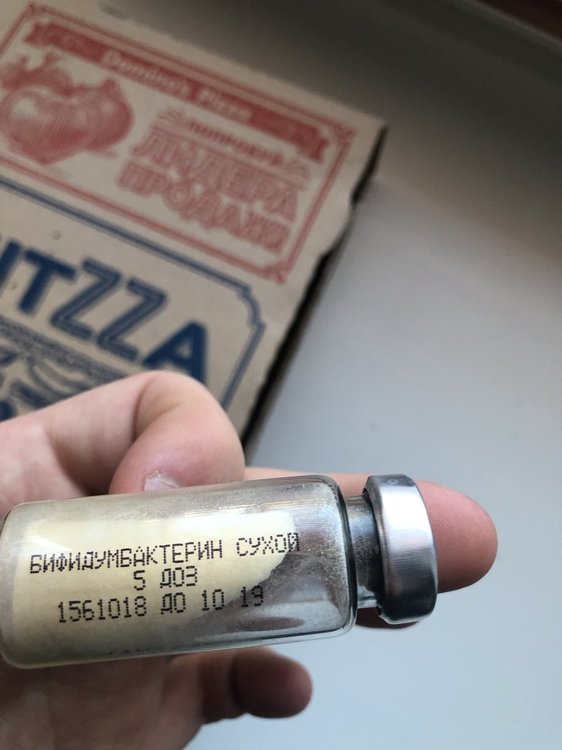 Domino's Pizza
ЛИДЕРА
ПРОДАЖ!
ITZZA
БИФИДУМБАКТЕРИН СУХОЙ
5 ДОЗ
1561018 ДО 10 19